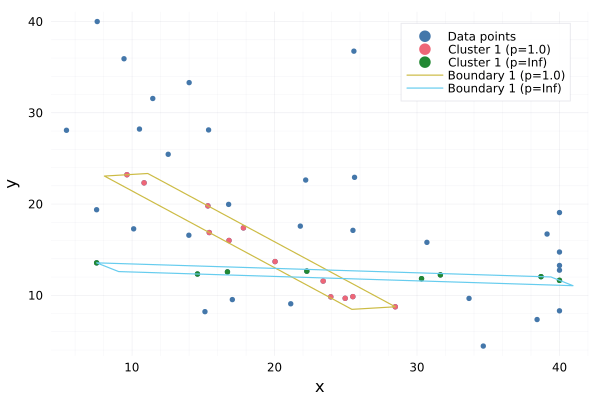 40
30
20
10
y
10
20
30
40
x
Data points
Cluster 1 (p=1.0)
Cluster 1 (p=Inf)
Boundary 1 (p=1.0)
Boundary 1 (p=Inf)